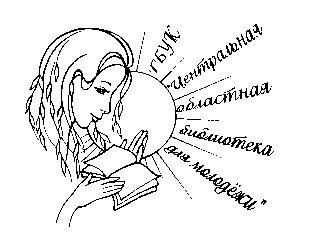 ГБУК
"Центральная
областная
библиотека
для молодёжи"